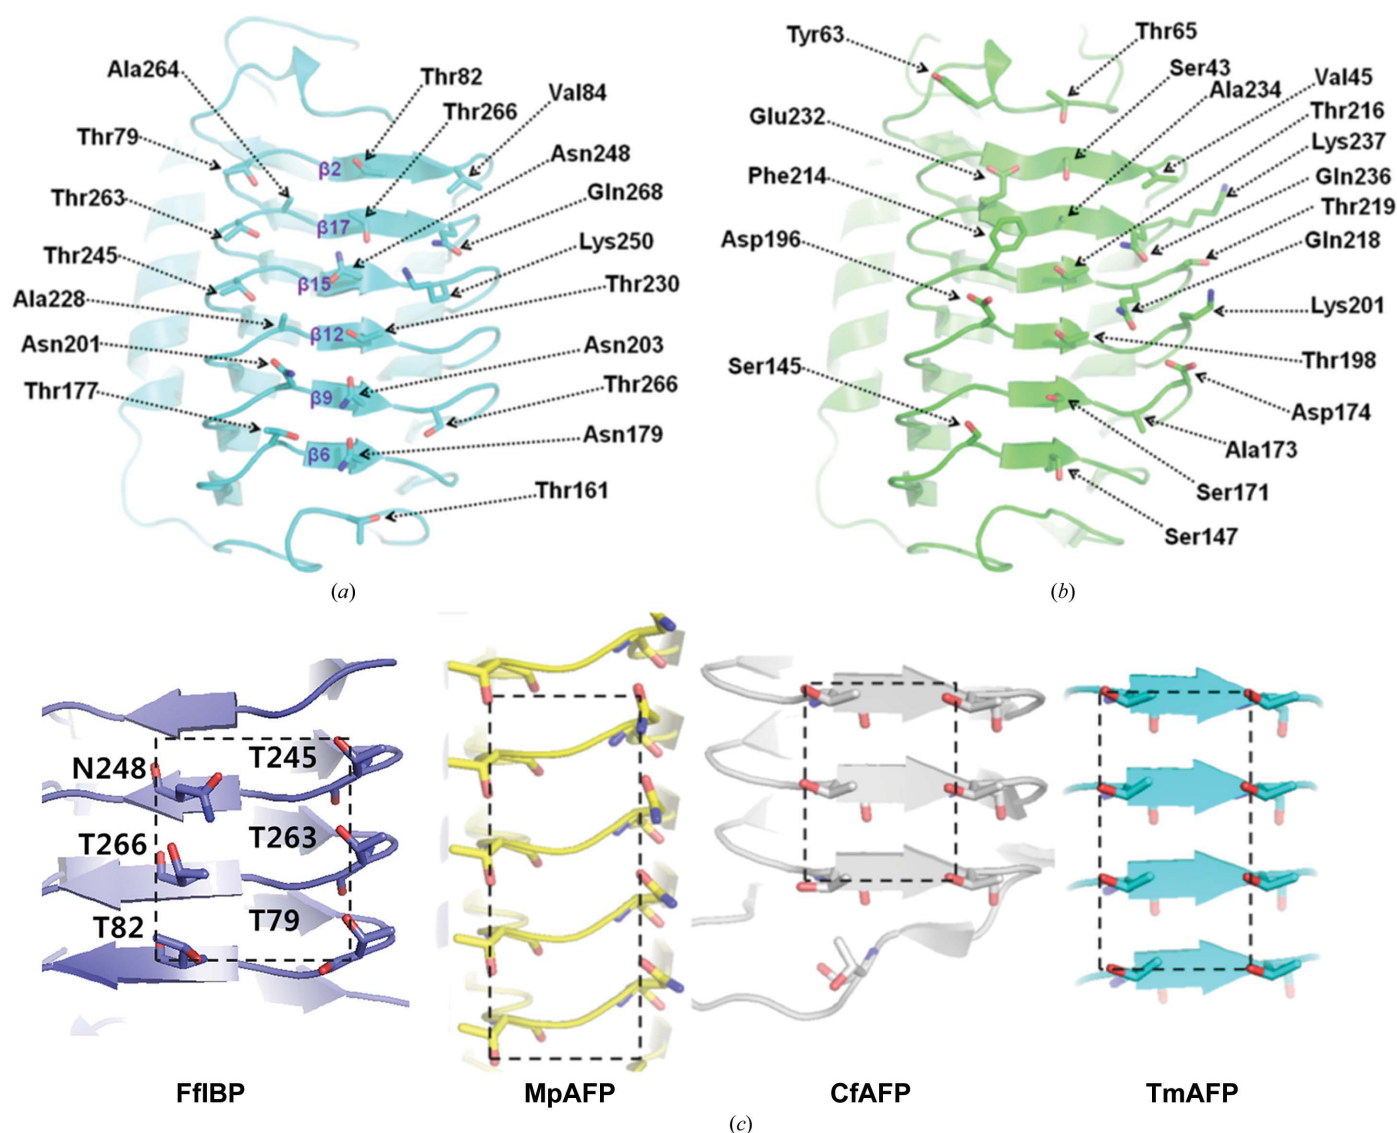 Ala264
Thr82
Val84
Thr266
Thr79
Asn248
Thr263
Gln268
Thr245
Lys250
Ala228
Thr230
Asn201
Asn203
Thr177
Thr266
Asn179
Thr161
β2
β17
β15
β12
β9
β6
(a)
Tyr63
Thr65
Ser43
Val45
Ala234
Glu232
Thr216
Lys237
Phe214
Gln236
Thr219
Asp196
Gln218
Lys201
Ser145
Thr198
Asp174
Ala173
Ser171
Ser147
(b)
N248 T245
T266 T263
T82 T79
FfIBP MpAFP CfAFP TmAFP
(c)